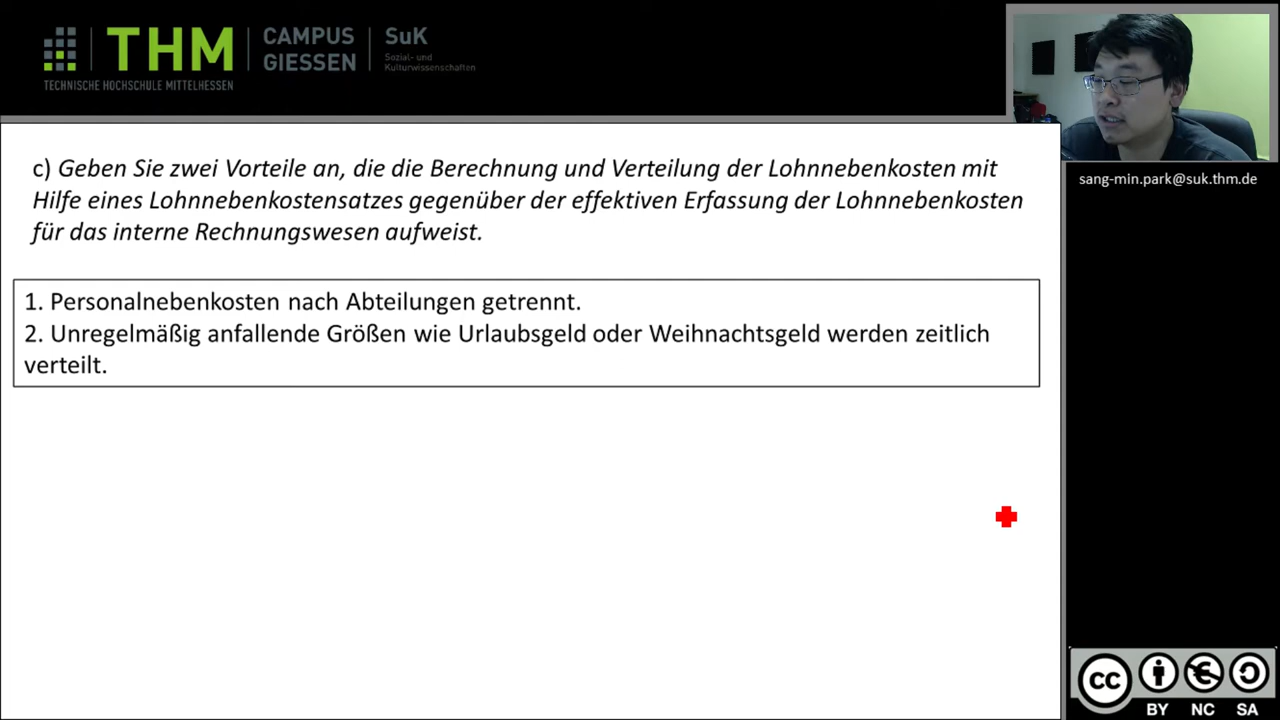 THM
CAMPUS
GIESSEN
SuK
Sozial- und
Kulturwissenschaften
TECHNISCHE HOCHSCHULE MITTELHESSEN
sang-min.park@suk.thm.de
c) Geben Sie zwei Vorteile an, die die Berechnung und Verteilung der Lohnnebenkosten mit
Hilfe eines Lohnnebenkostensatzes gegenüber der effektiven Erfassung der Lohnnebenkosten
für das interne Rechnungswesen aufweist.
1. Personalnebenkosten nach Abteilungen getrennt.
2. Unregelmäßig anfallende Größen wie Urlaubsgeld oder Weihnachtsgeld werden zeitlich
verteilt.
cc
BY NC SA